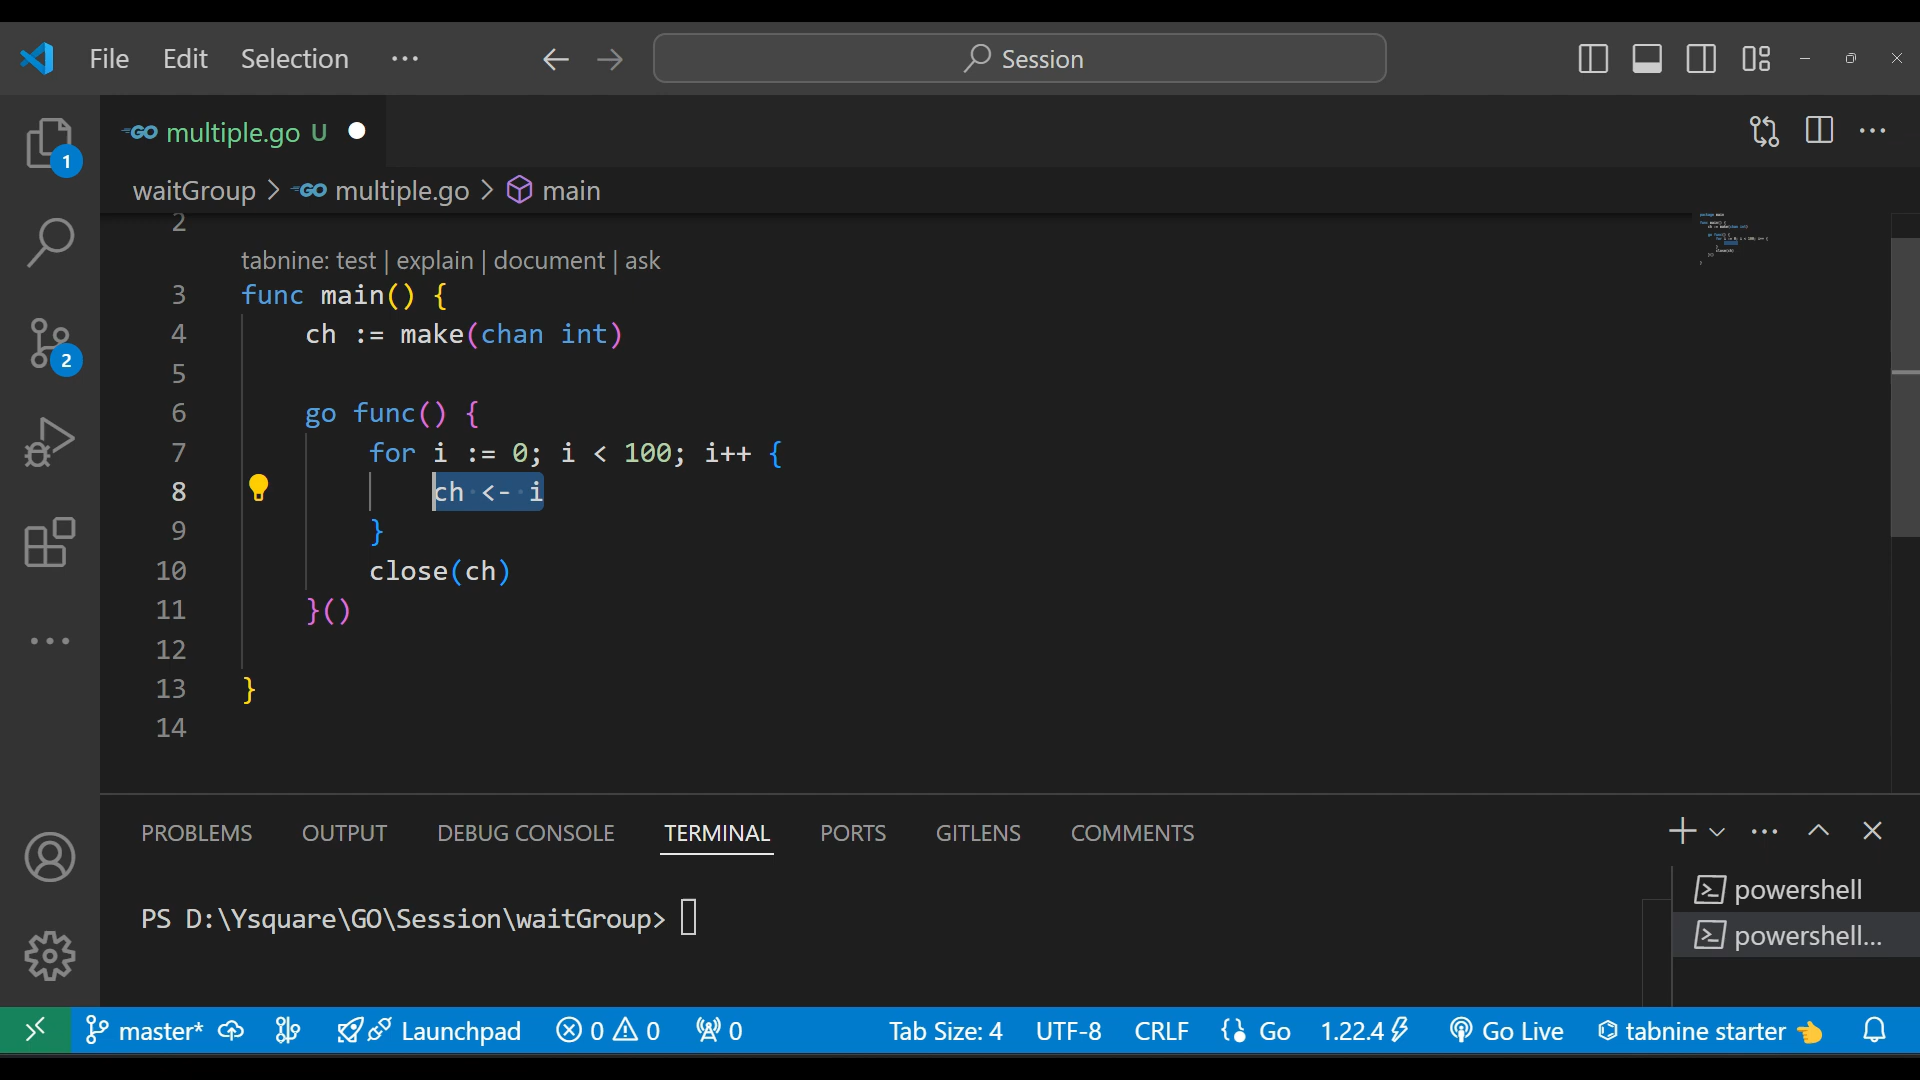 File Edit Selection ··· Session
GO multiple.go U
1
waitGroup > GO multiple.go > main
2
tabnine: test | explain | document | ask
3 func main() {
4 ch := make(chan int)
5
6 go func() {
7 for i := 0; i < 100; i++ {
8 ch <- i
9 }
10 close(ch)
11 }()
12
13 }
14
2
PROBLEMS OUTPUT DEBUG CONSOLE TERMINAL PORTS GITLENS COMMENTS
powershell
PS D:\Ysquare\GO\Session\waitGroup>
powershell...
master* Launchpad 0 0 0 Tab Size: 4 UTF-8 CRLF Go 1.22.4 Go Live tabnine starter